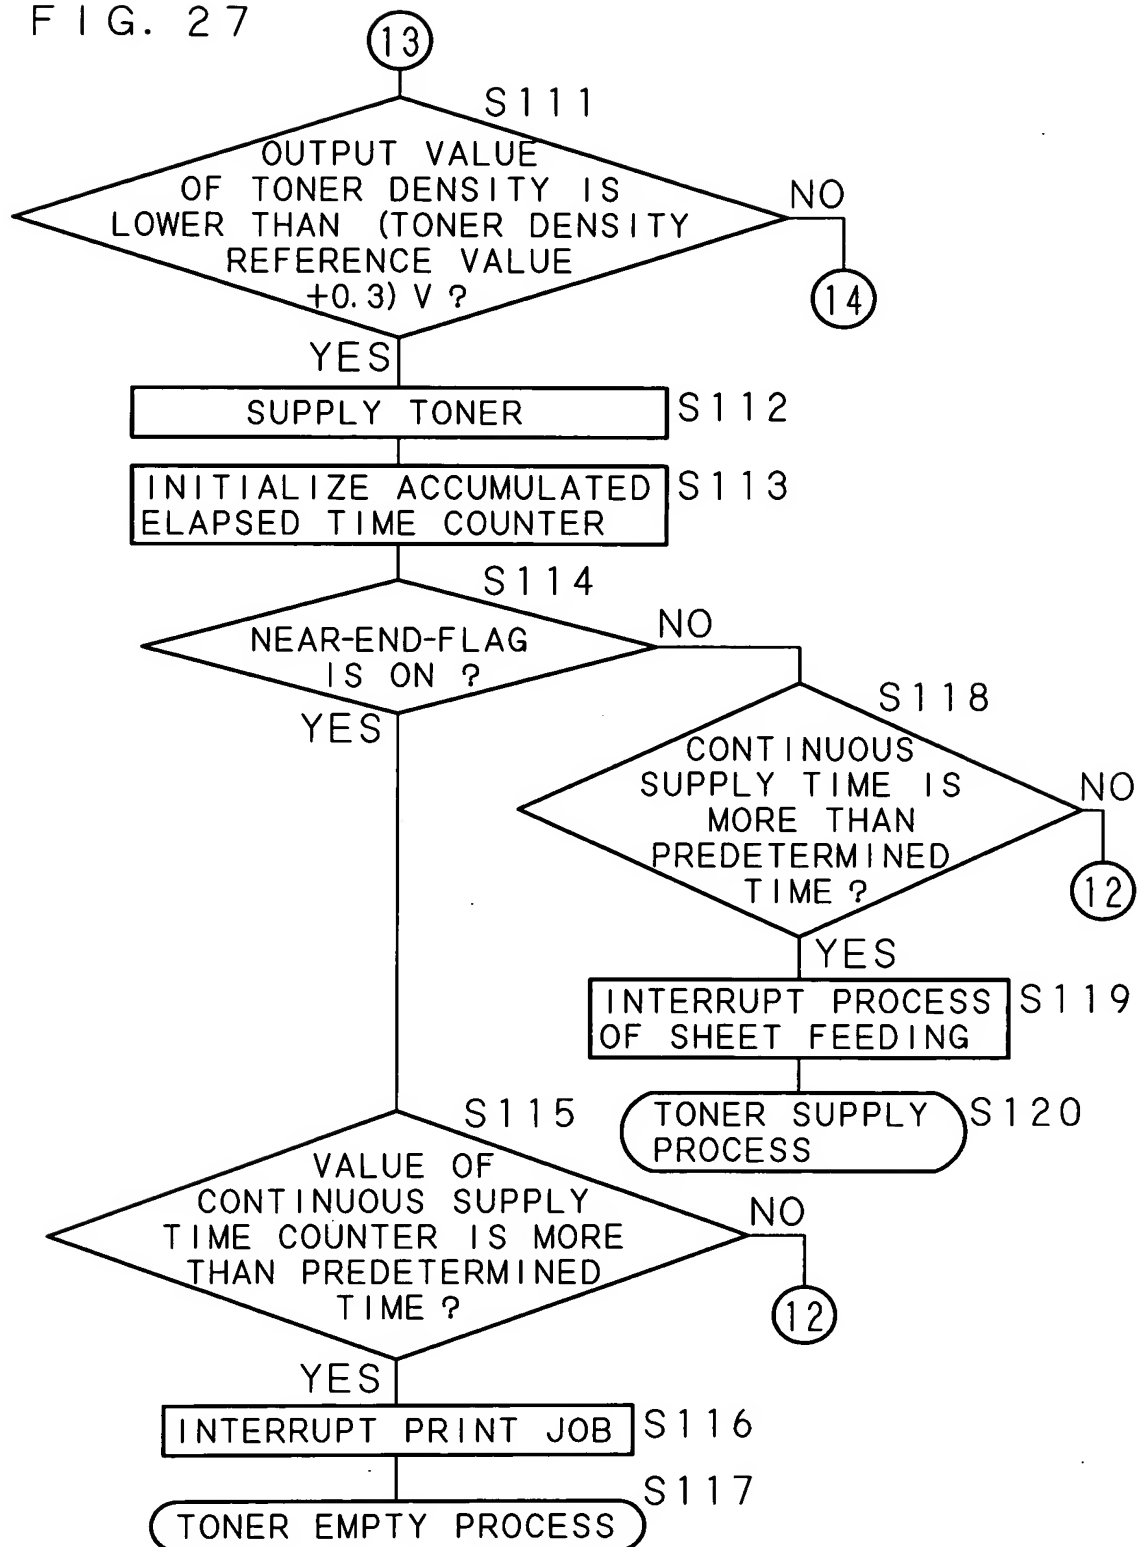 FIG. 27
13
S111
OUTPUT VALUE
OF TONER DENSITY IS
LOWER THAN (TONER DENSITY
REFERENCE VALUE
+0.3) V ?
NO
14
YES
SUPPLY TONER
S112
INITIALIZE ACCUMULATED
ELAPSED TIME COUNTER
S113
S114
NEAR-END-FLAG
IS ON ?
NO
YES
S118
CONTINUOUS
SUPPLY TIME IS
MORE THAN
PREDETERMINED
TIME ?
NO
12
YES
INTERRUPT PROCESS
OF SHEET FEEDING
S119
TONER SUPPLY
PROCESS
S120
S115
VALUE OF
CONTINUOUS SUPPLY
TIME COUNTER IS MORE
THAN PREDETERMINED
TIME ?
NO
12
YES
INTERRUPT PRINT JOB
S116
S117
TONER EMPTY PROCESS